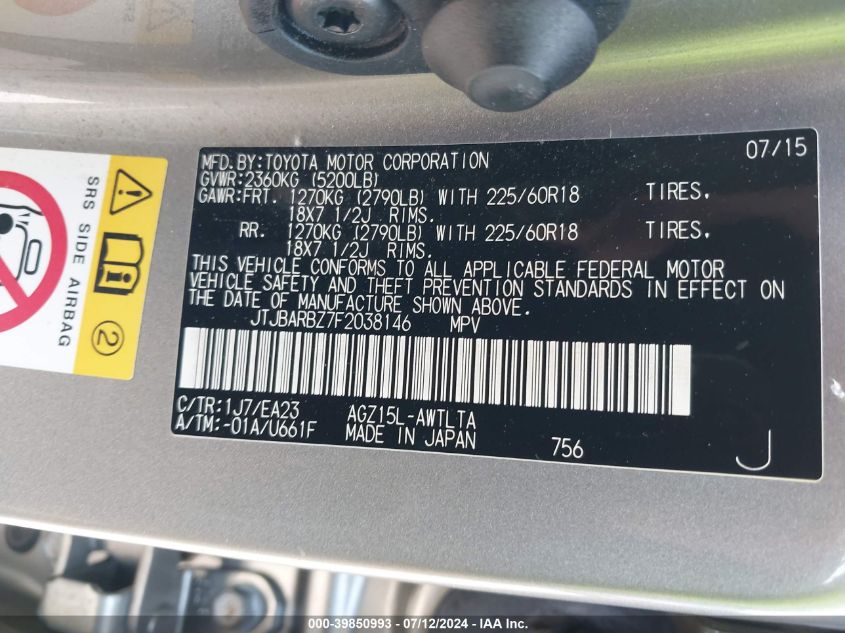 SRS SIDE AIRBAG
2
MFD.BY:TOYOTA MOTOR CORPORATION 07/15
GVWR:2360KG (5200LB)
GAWR:FRT. 1270KG (2790LB) WITH 225/60R18 TIRES.
18X7 1/2J RIMS.
RR. 1270KG (2790LB) WITH 225/60R18 TIRES.
18X7 1/2J RIMS.
THIS VEHICLE CONFORMS TO ALL APPLICABLE FEDERAL MOTOR
VEHICLE SAFETY AND THEFT PREVENTION STANDARDS IN EFFECT ON
THE DATE OF MANUFACTURE SHOWN ABOVE.
JTJBARBZ7F2038146 MPV
C/TR:1J7/EA23 AGZ15L-AWTLTA
A/TM:-01A/U661F MADE IN JAPAN 756 J
000-39850993 - 07/12/2024 - IAA Inc.